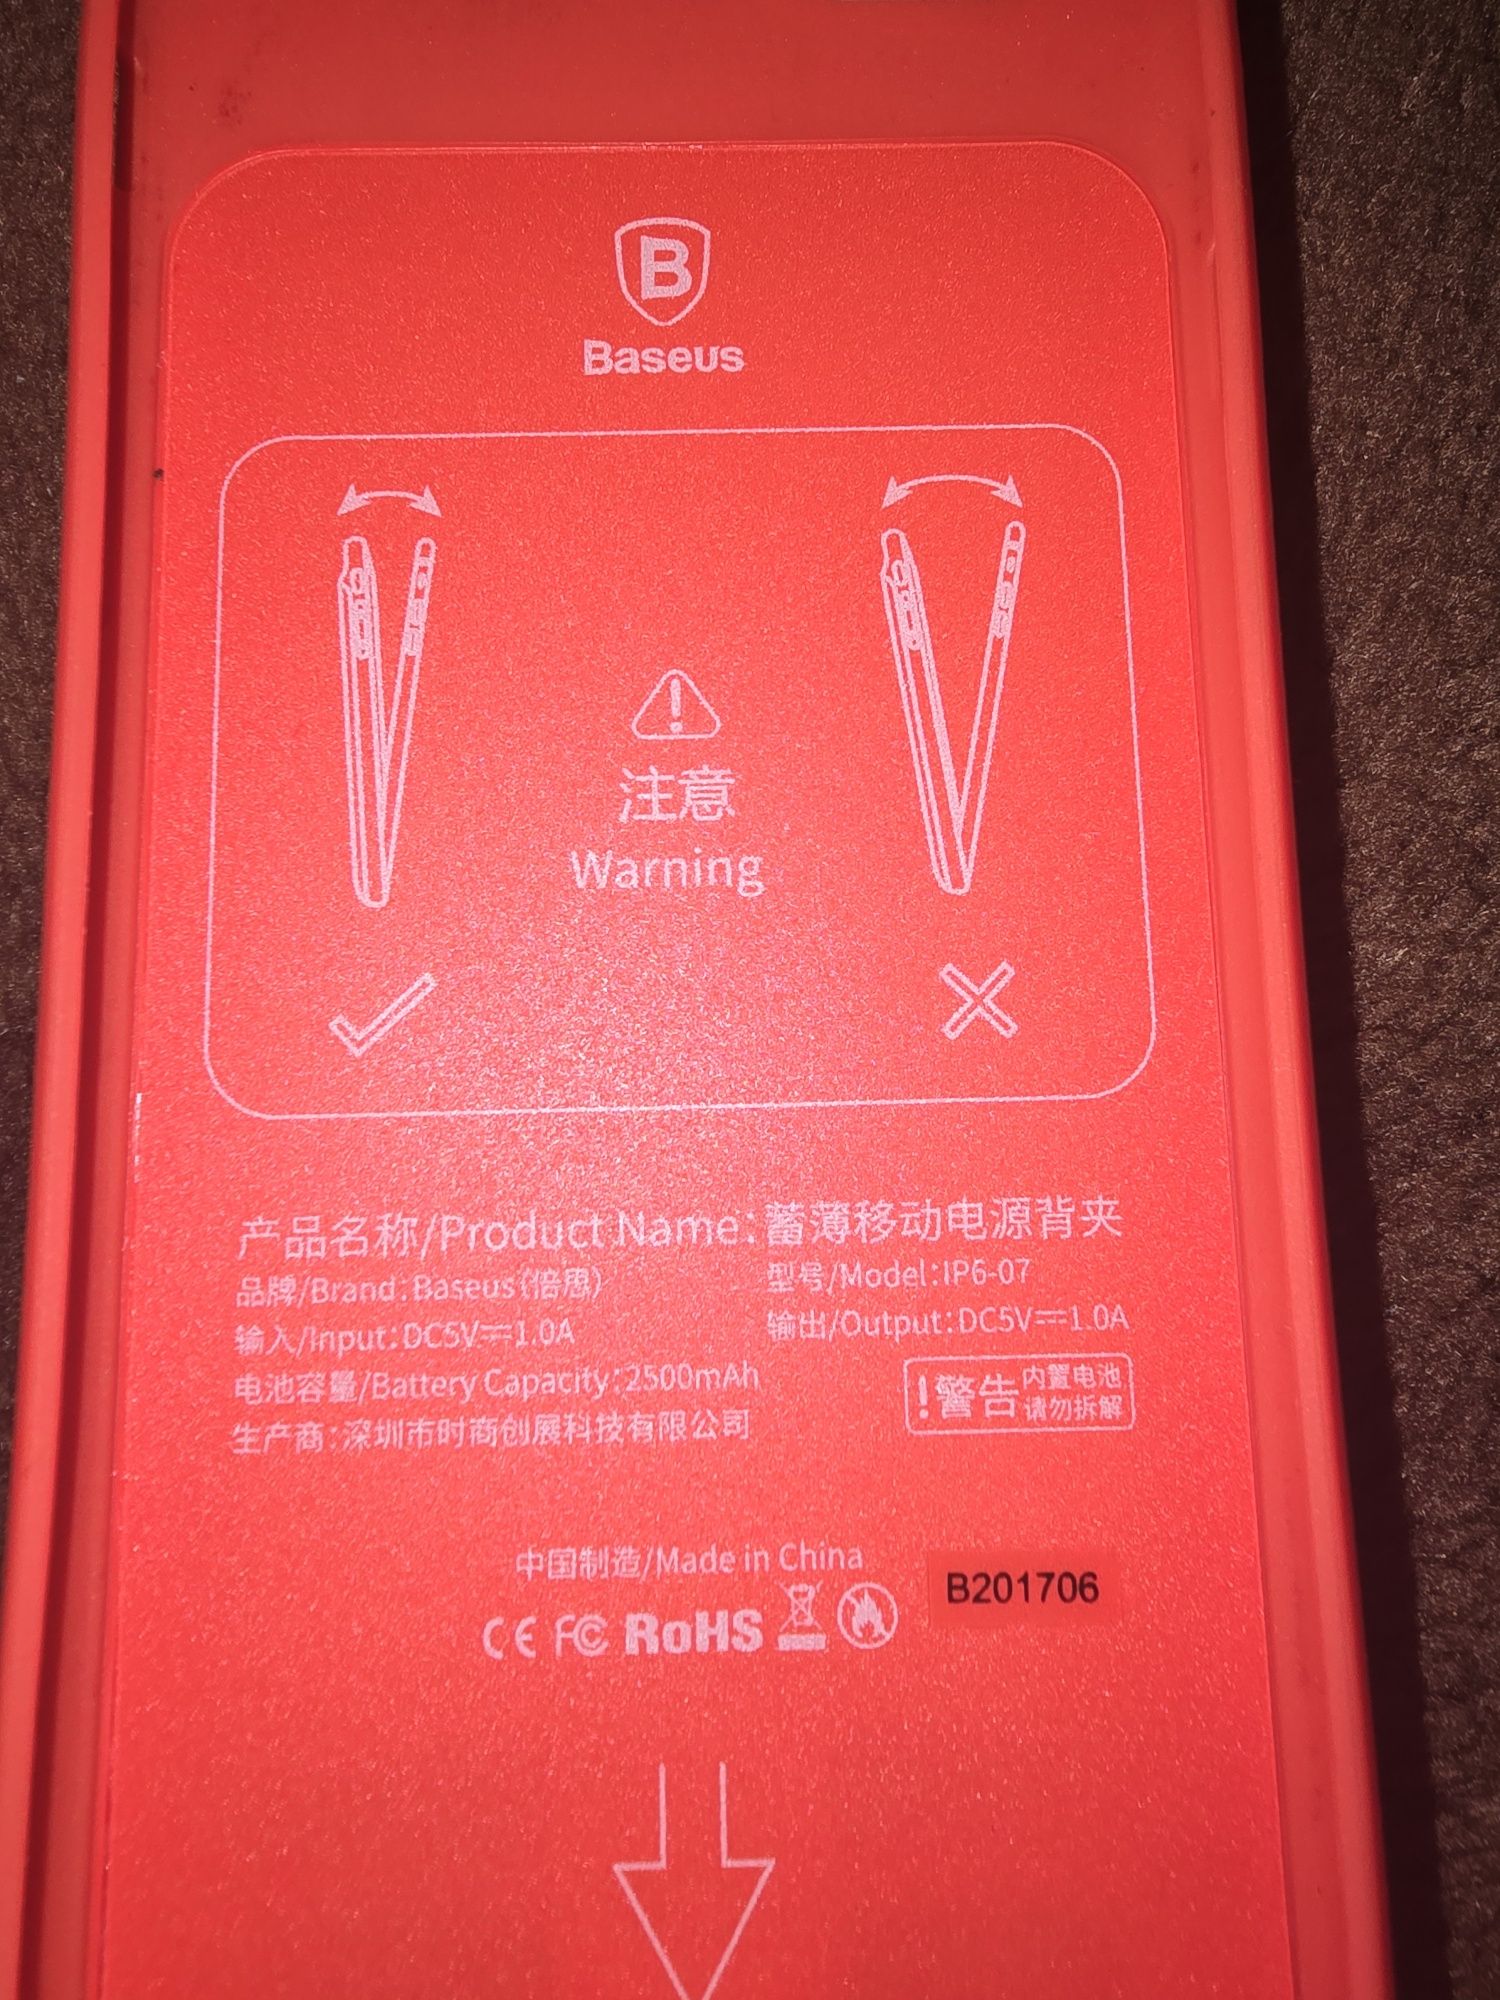 B
Baseus
注意
Warning
产品名称/Product Name:蓄薄移动电源背夹
品牌/Brand:Baseus(倍思)
型号/Model:IP6-07
输入/Input:DC5V⎓1.0A
输出/Output:DC5V⎓1.0A
电池容量/Battery Capacity:2500mAh
!警告
内置电池
请勿拆解
生产商:深圳市时商创展科技有限公司
中国制造/Made in China
B201706
CE FC RoHS